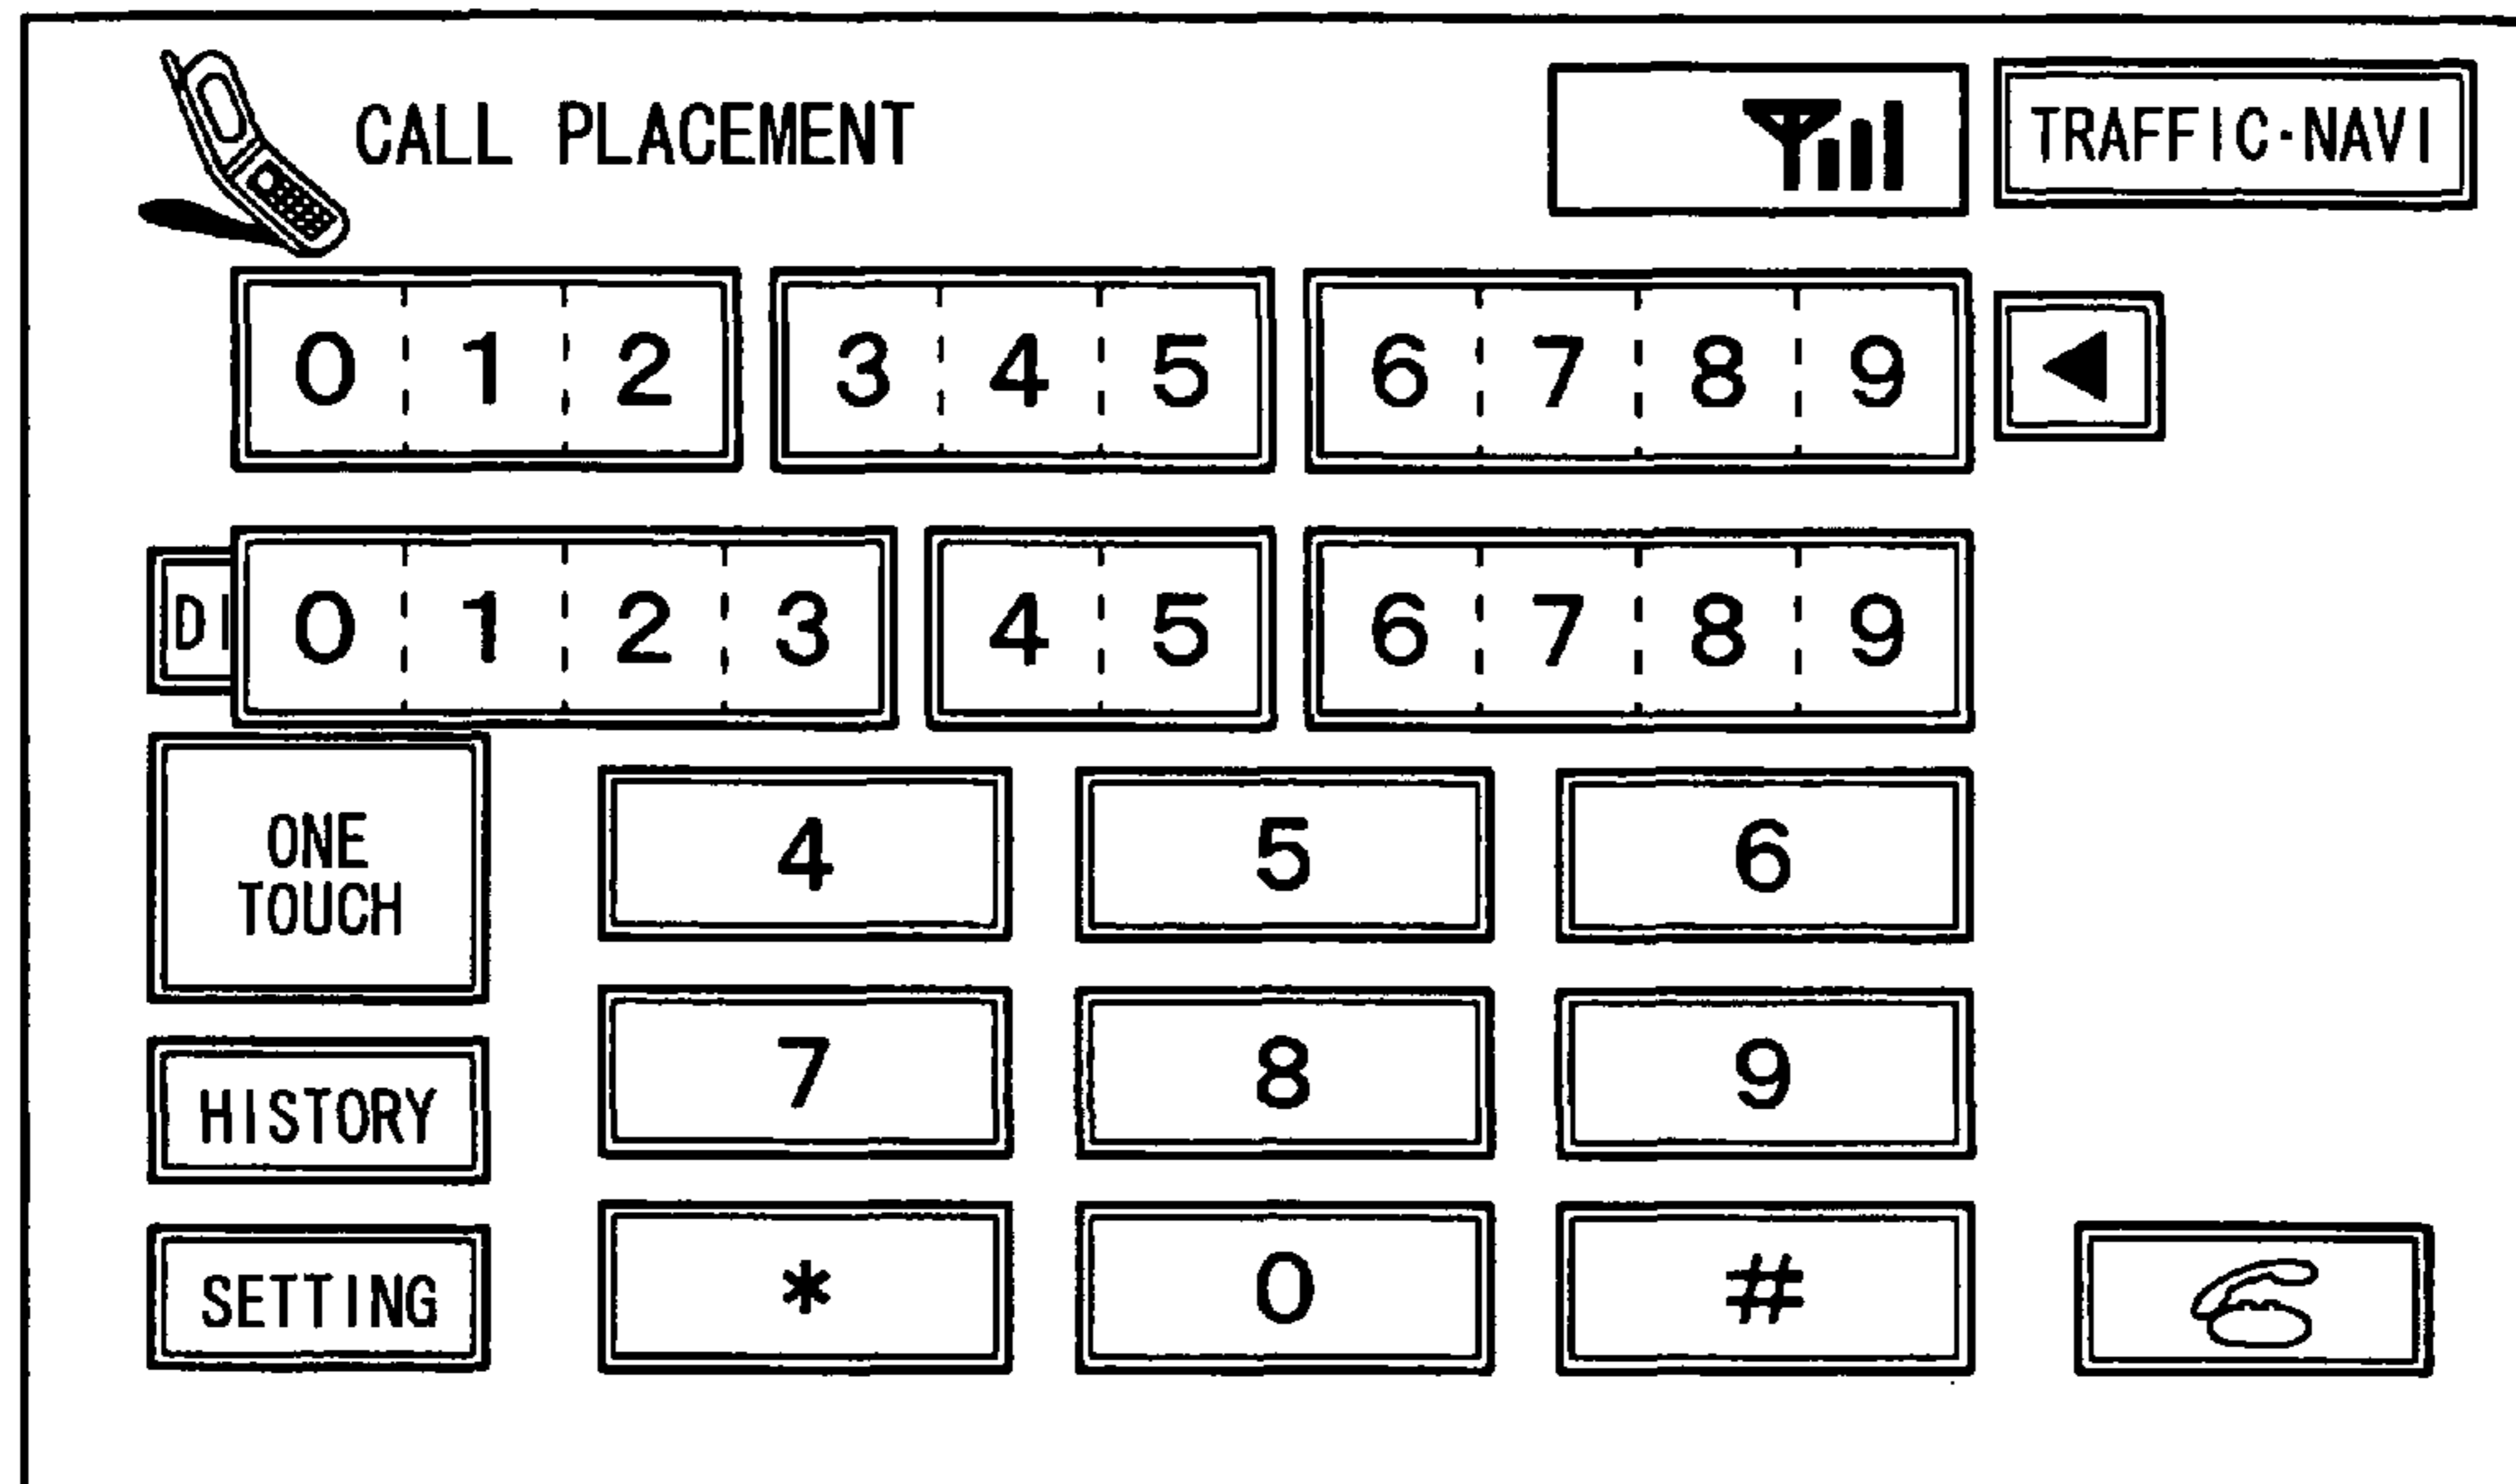 CALL PLACEMENT
TRAFFIC·NAVI
0 1 2 3 4 5 6 7 8 9
DI 0 1 2 3 4 5 6 7 8 9
ONE
TOUCH
4 5 6
HISTORY
7 8 9
SETTING
* 0 #